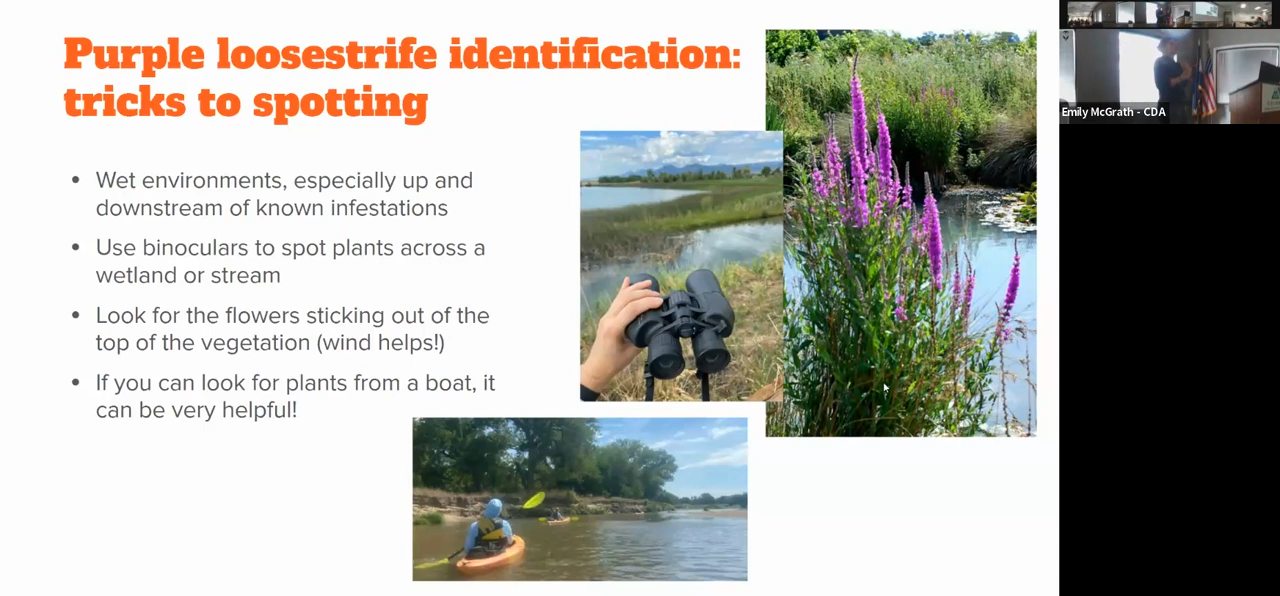 Purple loosestrife identification:
tricks to spotting
• Wet environments, especially up and
downstream of known infestations
• Use binoculars to spot plants across a
wetland or stream
• Look for the flowers sticking out of the
top of the vegetation (wind helps!)
• If you can look for plants from a boat, it
can be very helpful!
Emily McGrath - CDA